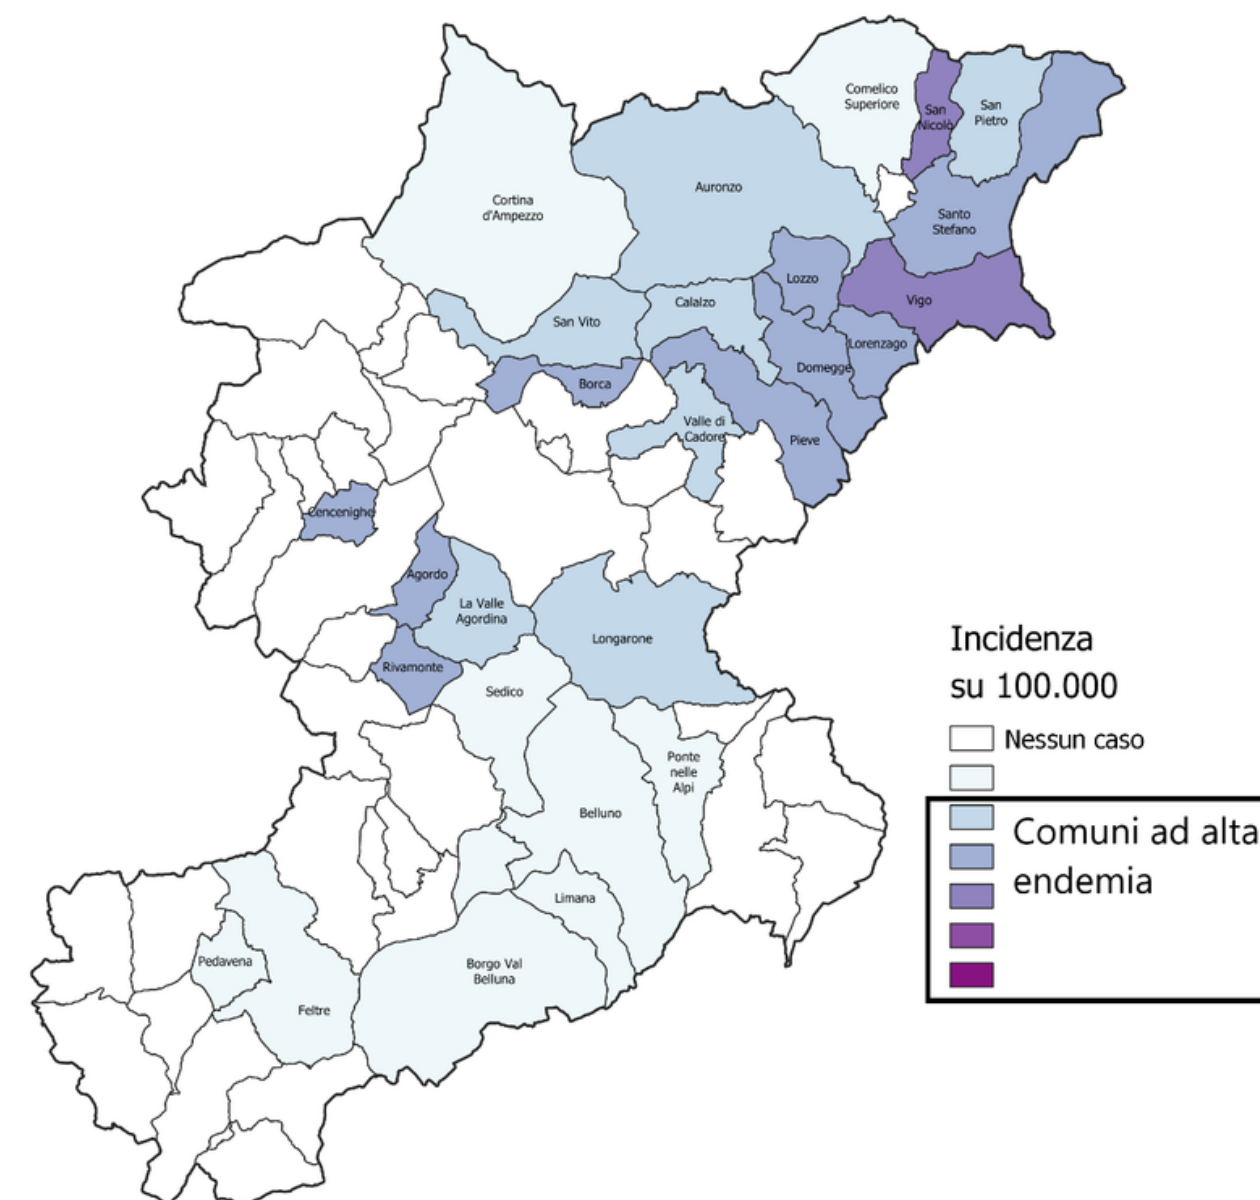 Comelico
Superiore
San
Nicolò
San
Pietro
Auronzo
Cortina
d'Ampezzo
Santo
Stefano
Lozzo
Vigo
Calalzo
San Vito
Lorenzago
Domegge
Borca
Valle di
Cadore
Pieve
Cencenighe
Agordo
La Valle
Agordina
Longarone
Rivamonte
Sedico
Ponte
nelle
Alpi
Belluno
Limana
Pedavena
Borgo Val
Belluna
Feltre
Incidenza
su 100.000
Nessun caso
Comuni ad alta
endemia